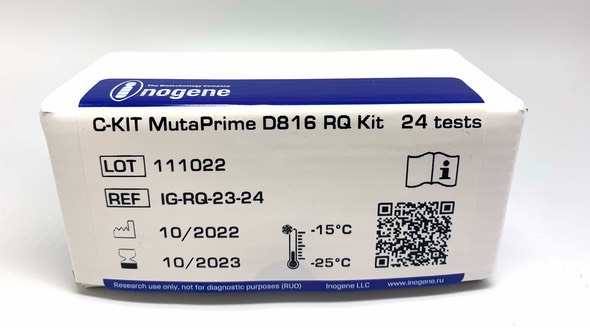 The Biotechnology Company
Inogene
C-KIT MutaPrime D816 RQ Kit 24 tests
LOT 111022
REF IG-RQ-23-24
10/2022
10/2023
-15°C
-25°C
Research use only, not for diagnostic purposes (RUO) Inogene LLC www.inogene.ru